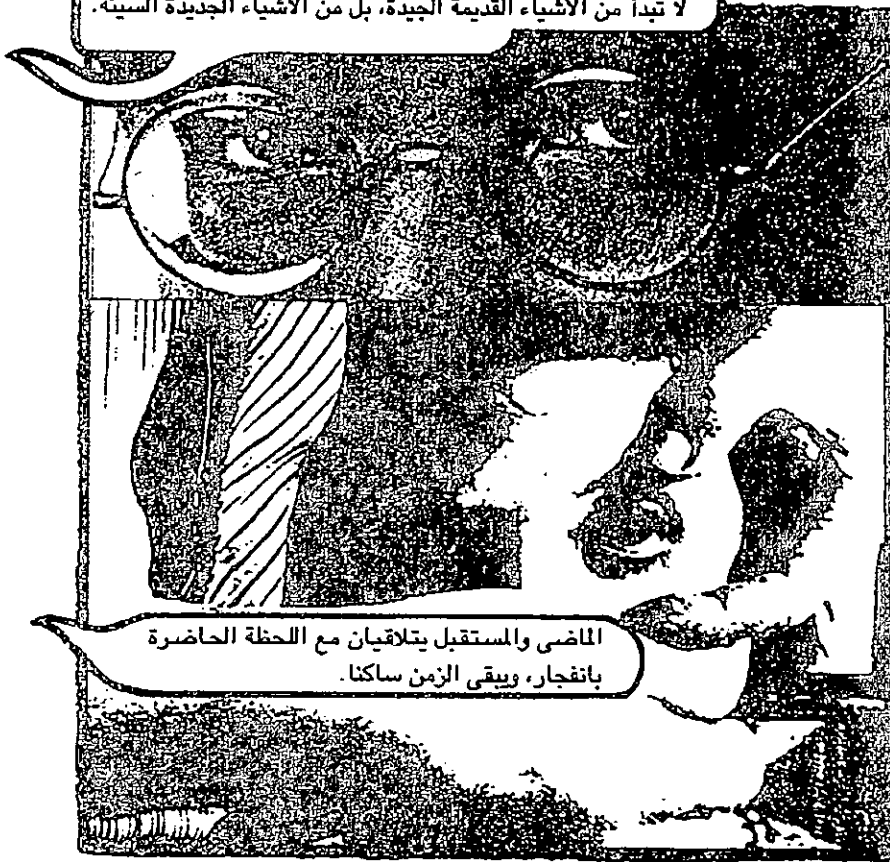 لا تبدأ من الأشياء القديمة الجيدة، بل من الأشياء الجديدة السيئة.
الماضى والمستقبل يتلاقيان مع اللحظة الحاضرة
بانفجار، ويبقى الزمن ساكنا.